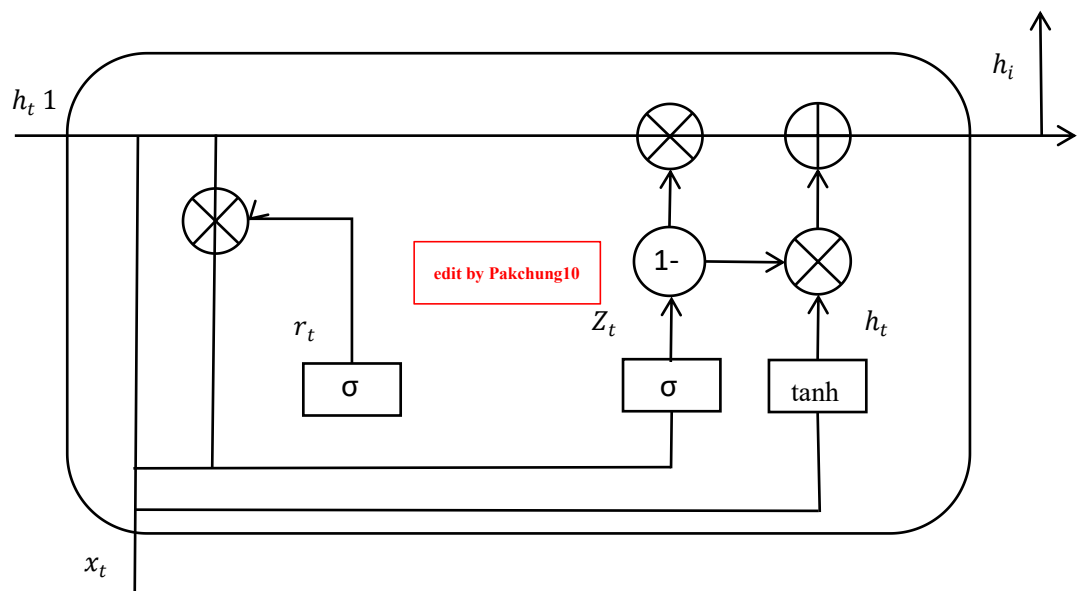 h_t 1
h_i
1-
edit by Pakchung10
r_t
Z_t
h_t
σ
σ
tanh
x_t